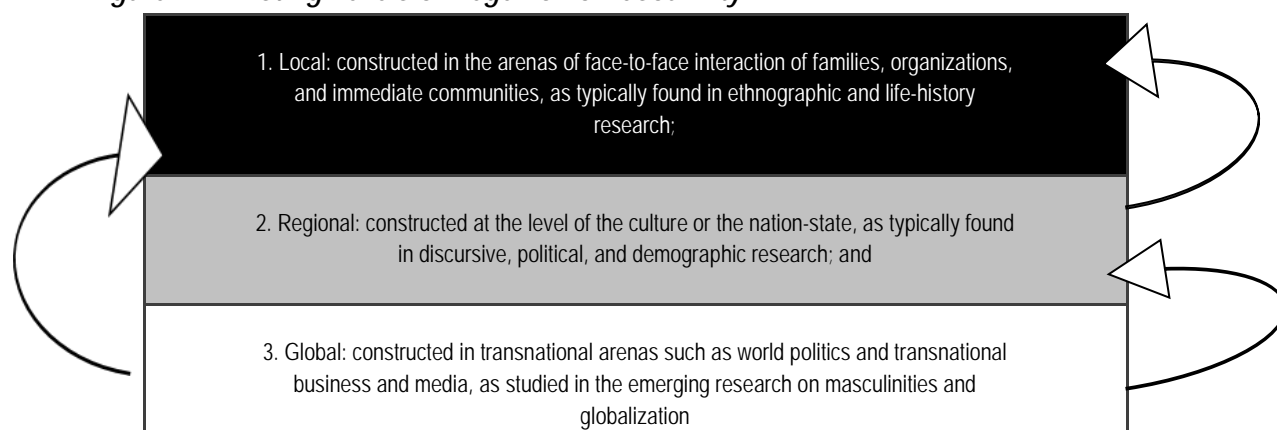 1. Local: constructed in the arenas of face-to-face interaction of families, organizations,
and immediate communities, as typically found in ethnographic and life-history
research;
2. Regional: constructed at the level of the culture or the nation-state, as typically found
in discursive, political, and demographic research; and
3. Global: constructed in transnational arenas such as world politics and transnational
business and media, as studied in the emerging research on masculinities and
globalization